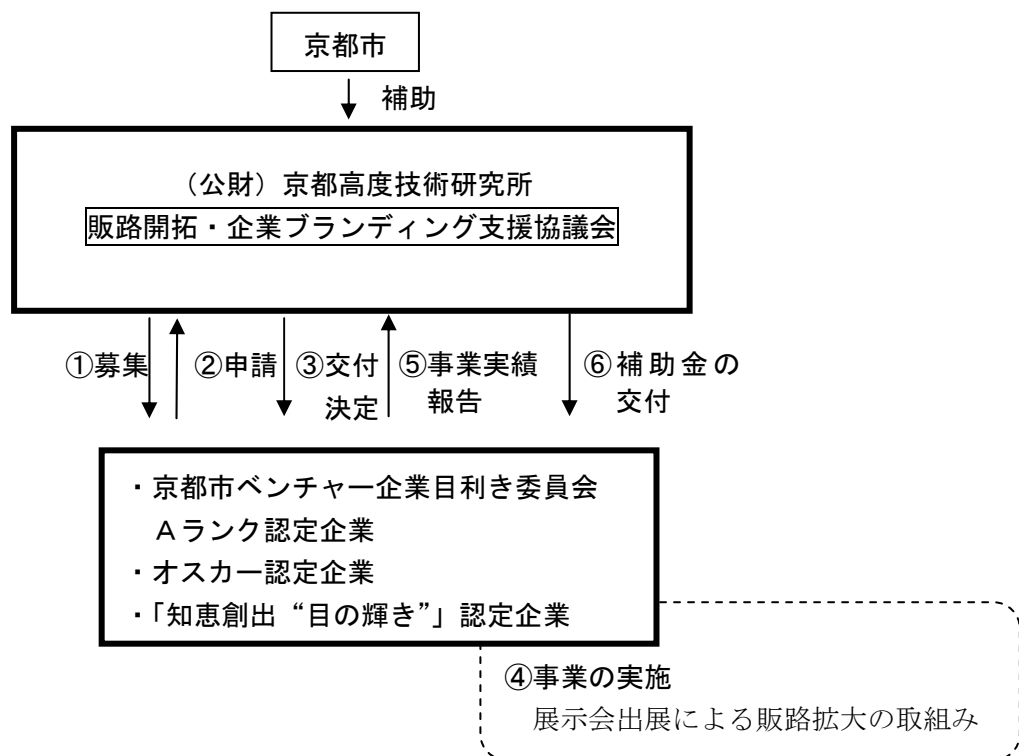 京都市
補助
（公財）京都高度技術研究所
販路開拓・企業ブランディング支援協議会
①募集
②申請
③交付
決定
⑤事業実績
報告
⑥補助金の
交付
・京都市ベンチャー企業目利き委員会
Ａランク認定企業
・オスカー認定企業
・「知恵創出“目の輝き”」認定企業
④事業の実施
展示会出展による販路拡大の取組み